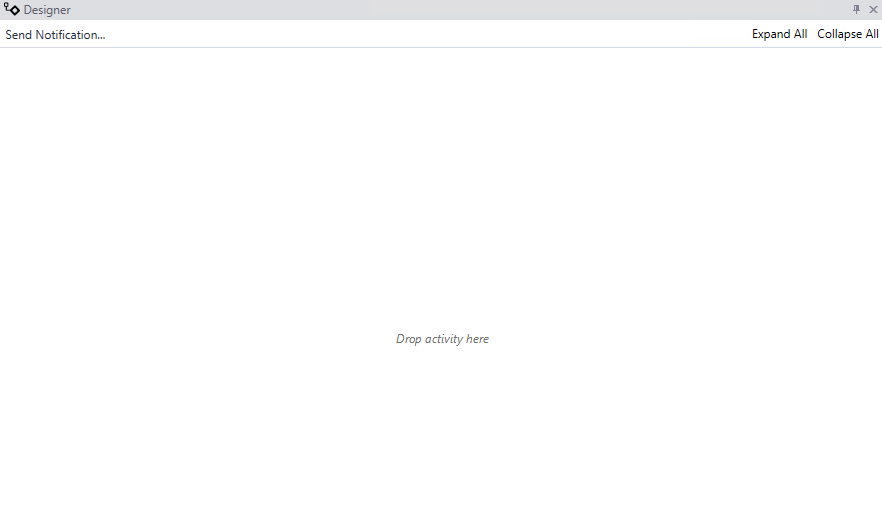 Designer
Send Notification... Expand All Collapse All
Drop activity here